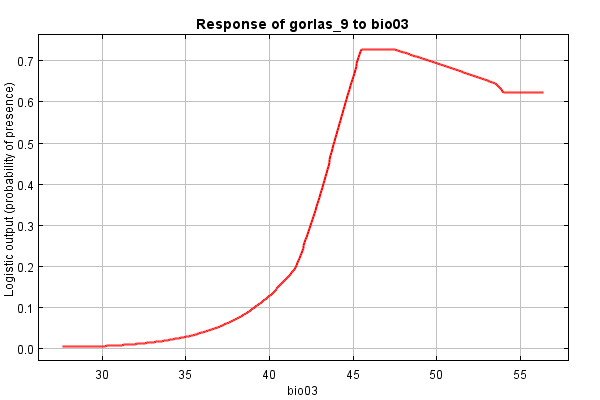 Response of gorlas_9 to bio03
Logistic output (probability of presence)
0.7
0.6
0.5
0.4
0.3
0.2
0.1
0.0
30 35 40 45 50 55
bio03